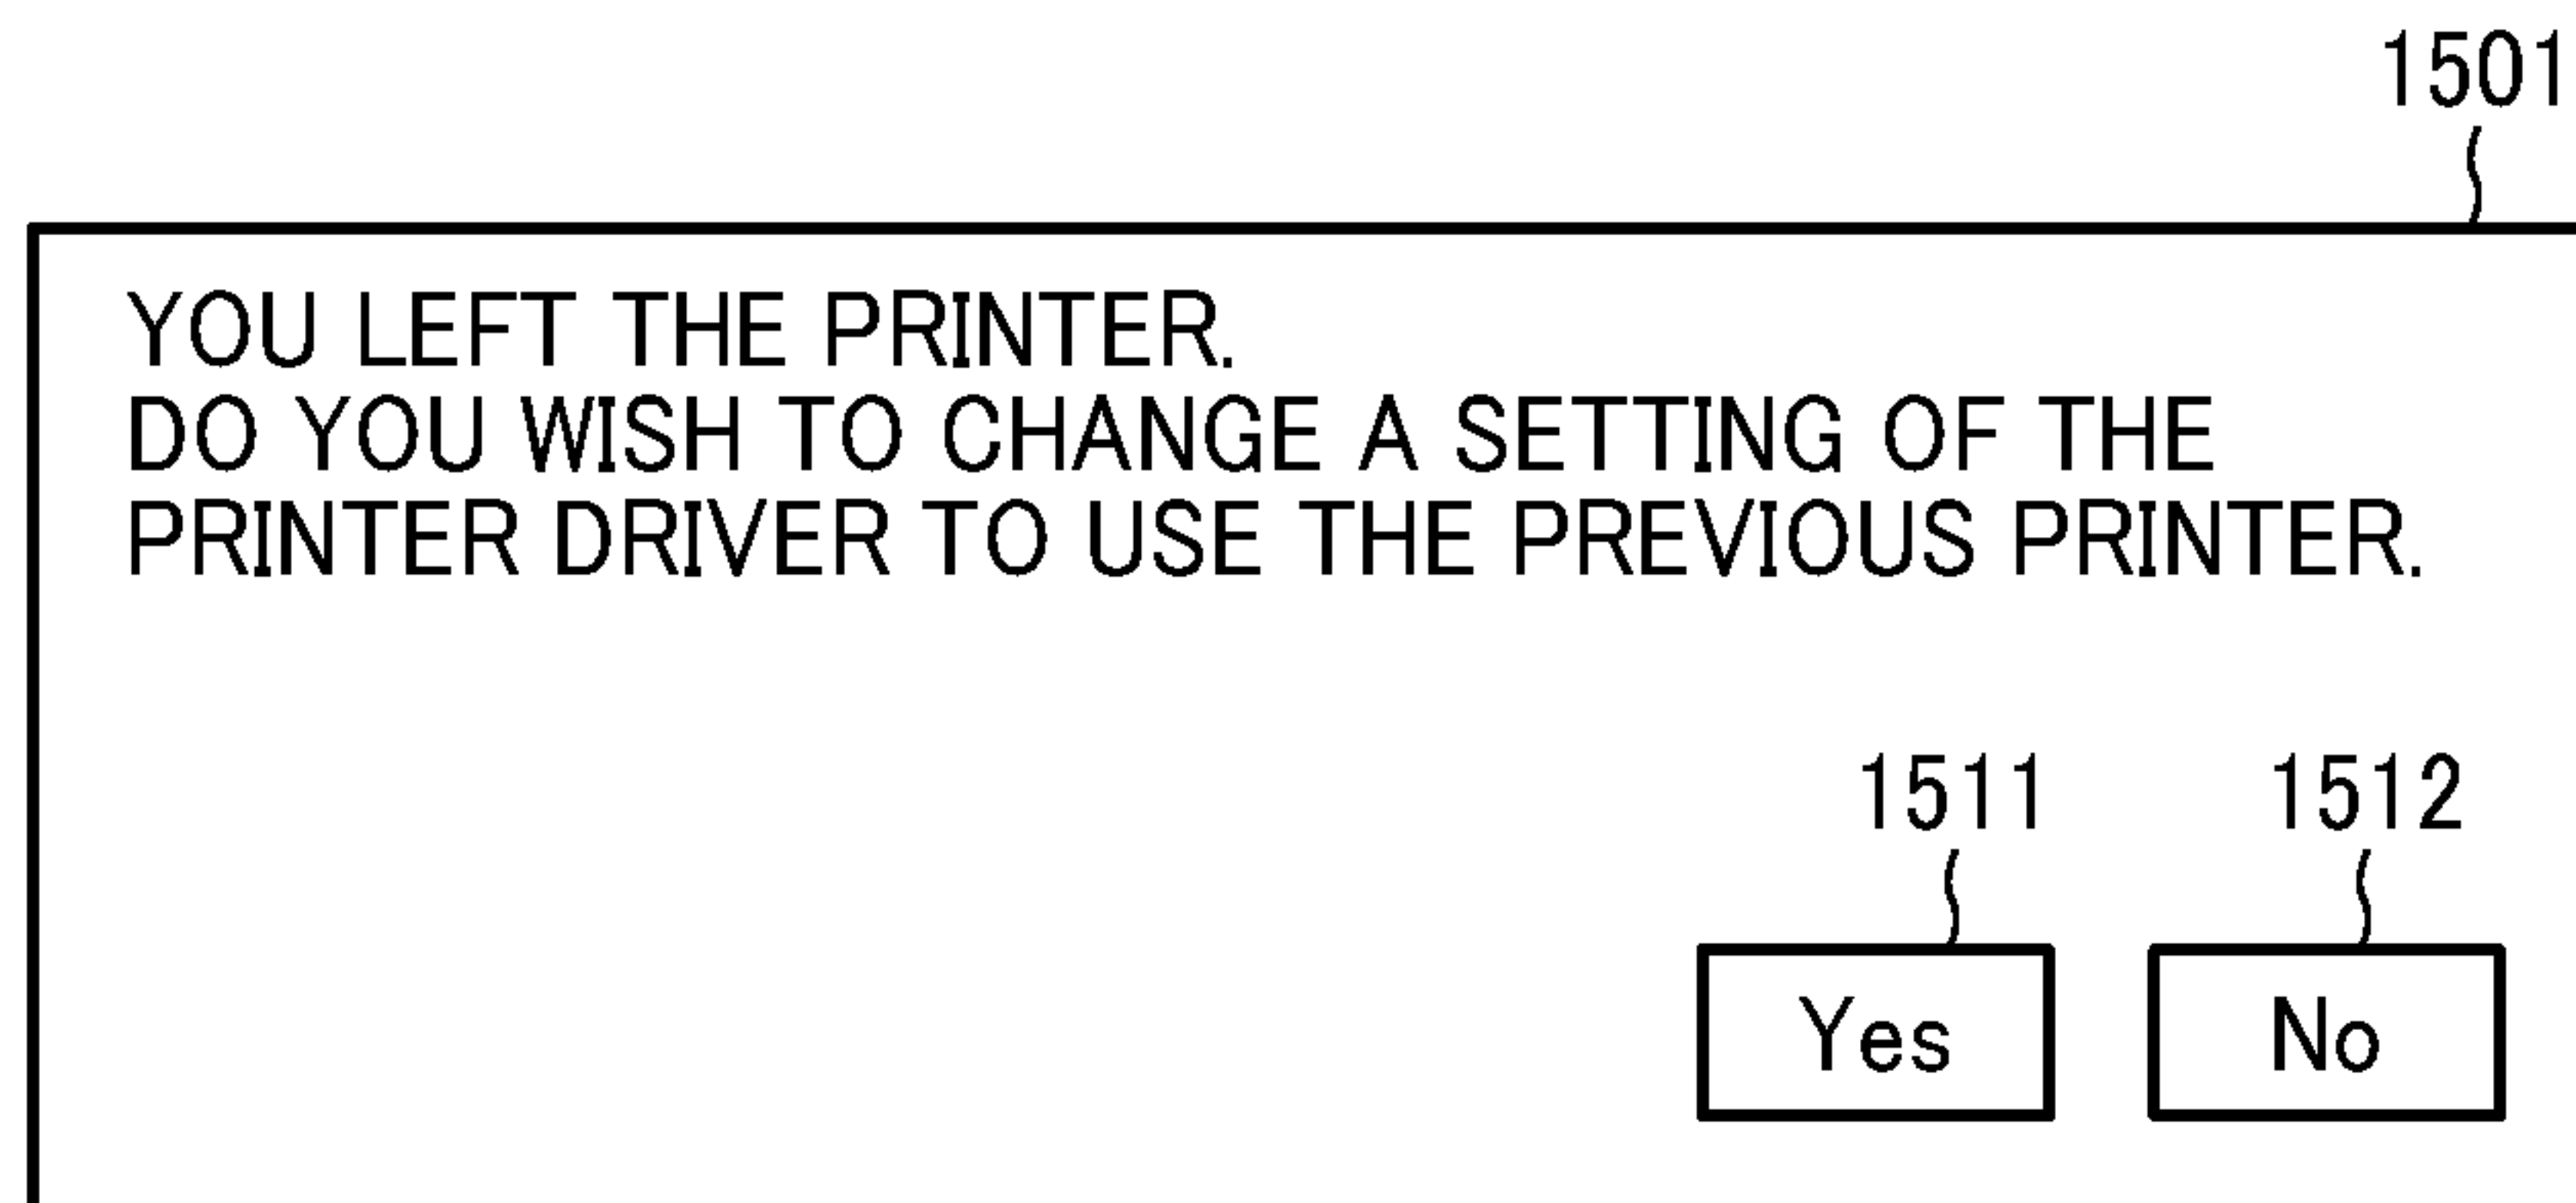 1501
YOU LEFT THE PRINTER.
DO YOU WISH TO CHANGE A SETTING OF THE
PRINTER DRIVER TO USE THE PREVIOUS PRINTER.
1511 1512
Yes No